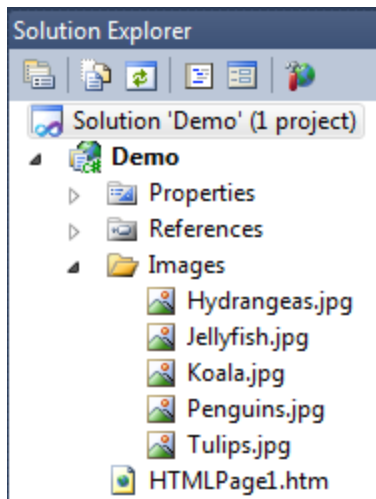 Solution Explorer
Solution 'Demo' (1 project)
Demo
Properties
References
Images
Hydrangeas.jpg
Jellyfish.jpg
Koala.jpg
Penguins.jpg
Tulips.jpg
HTMLPage1.htm